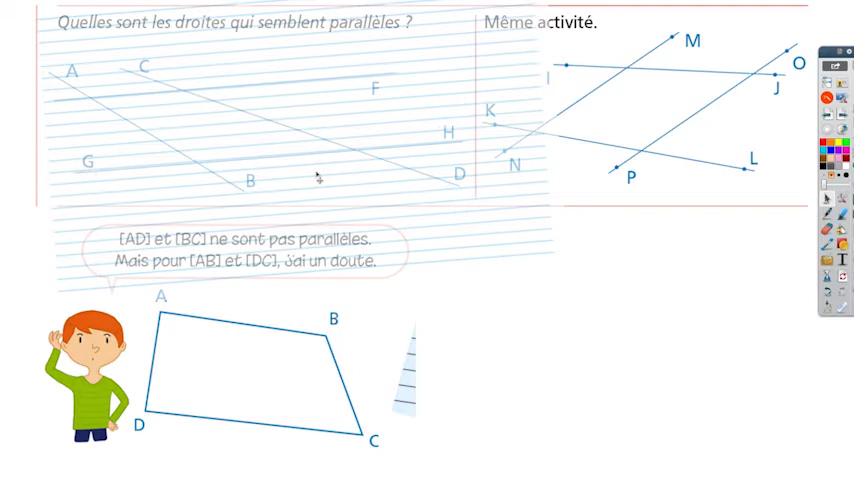 Quelles sont les droites qui semblent parallèles ?
Même activité.
A
C
F
G
H
B
D
M
O
I
J
K
L
N
P
[AD] et [BC] ne sont pas parallèles.
Mais pour [AB] et [DC], j'ai un doute.
A
B
D
C
T